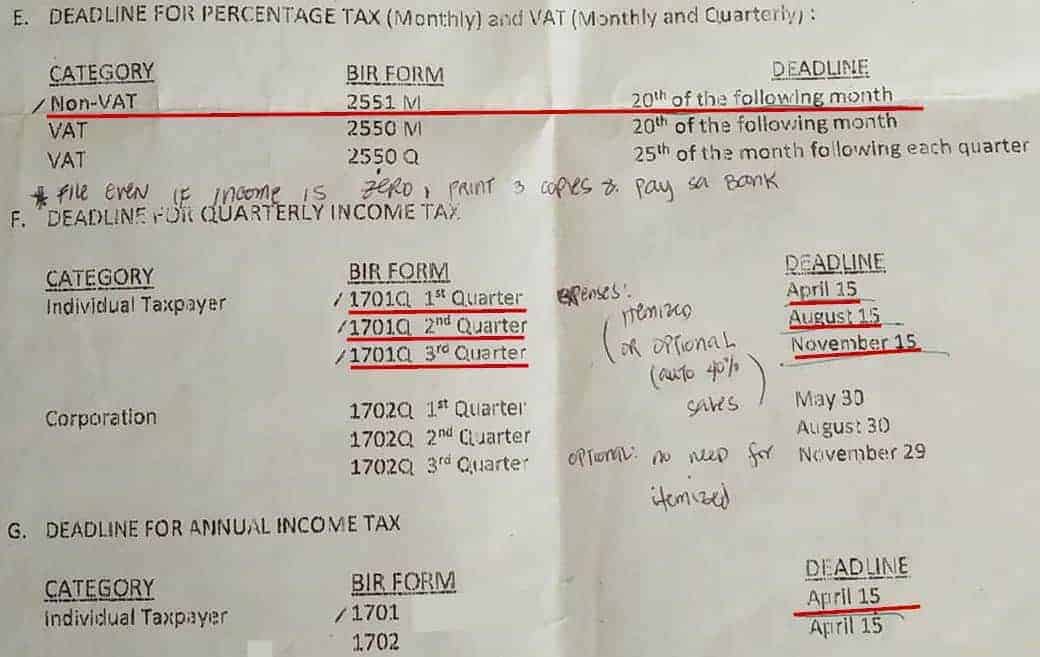 E. DEADLINE FOR PERCENTAGE TAX (Monthly) and VAT (Monthly and Quarterly) :
CATEGORY BIR FORM DEADLINE
/ Non-VAT 2551 M 20th of the following month
VAT 2550 M 20th of the following month
VAT 2550 Q 25th of the month following each quarter
* FILE EVEN IF INCOME IS ZERO, PRINT 3 COPIES & PAY SA BANK
F. DEADLINE FOR QUARTERLY INCOME TAX
CATEGORY BIR FORM DEADLINE
Individual Taxpayer / 1701Q 1st Quarter EXPENSES: April 15
/ 1701Q 2nd Quarter ITEMIZED August 15
/ 1701Q 3rd Quarter OR OPTIONAL November 15
(AUTO 40%
Corporation 1702Q 1st Quarter SALES) May 30
1702Q 2nd Quarter August 30
1702Q 3rd Quarter OPTIONAL: no NEED for November 29
itemized
G. DEADLINE FOR ANNUAL INCOME TAX
CATEGORY BIR FORM DEADLINE
Individual Taxpayer / 1701 April 15
1702 April 15